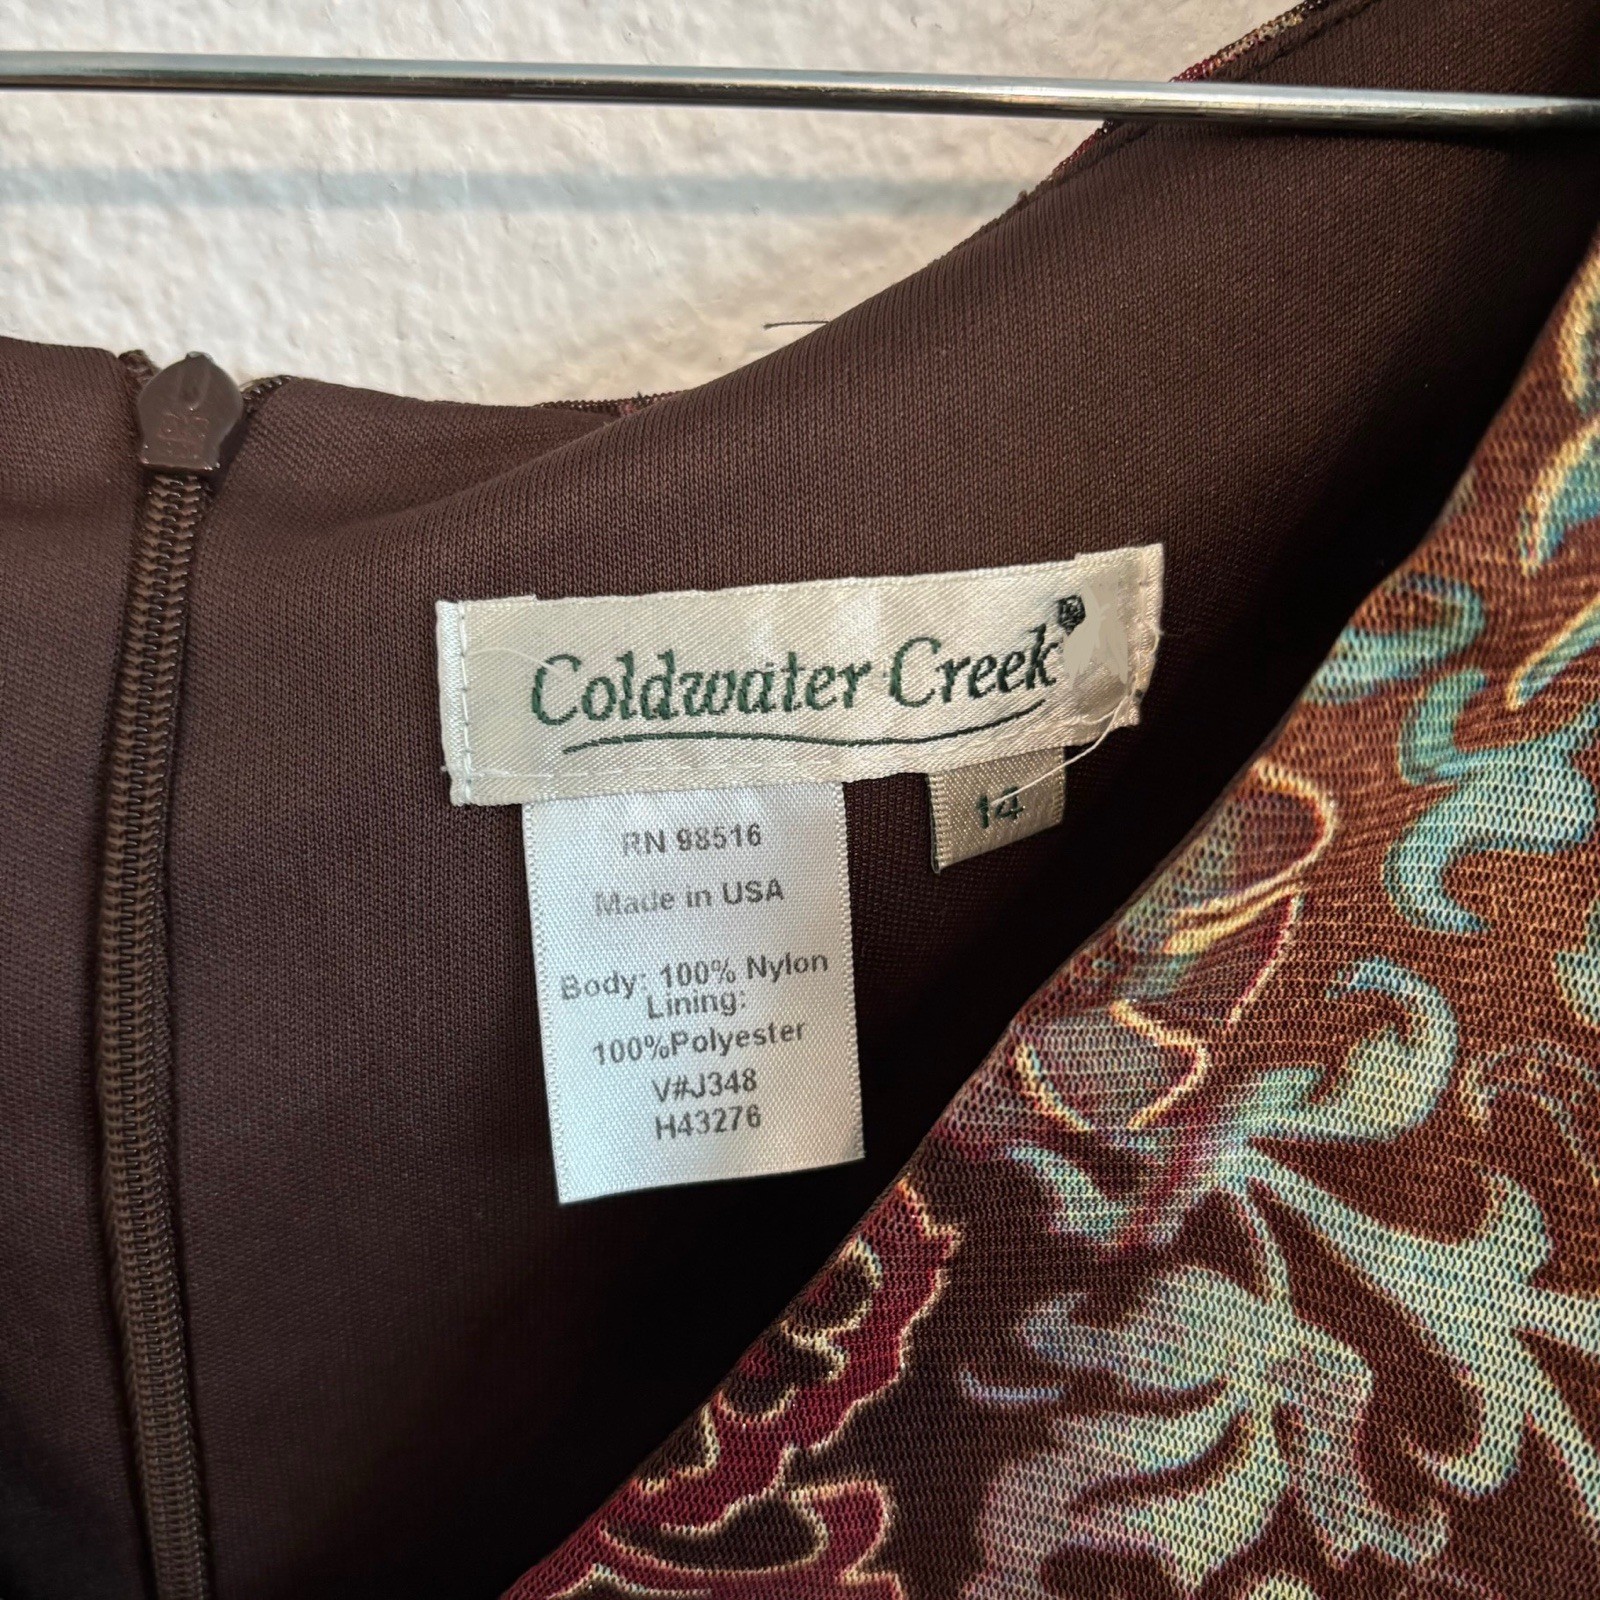 Coldwater Creek®
14
RN 98516
Made in USA
Body: 100% Nylon
Lining:
100%Polyester
V#J348
H43276